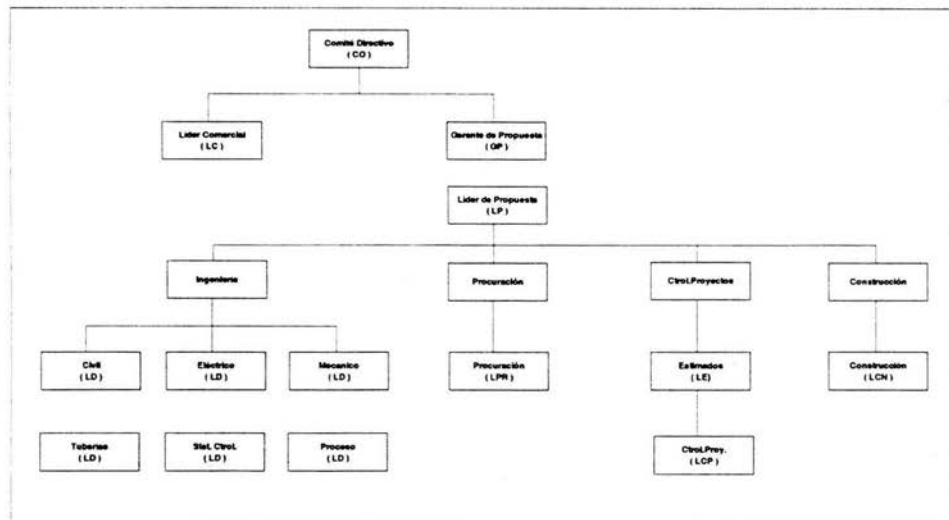 Comité Directivo
( CO )
Lider Comercial
( LC )
Gerente de Propuesta
( GP )
Lider de Propuesta
( LP )
Ingenieria
Procuración
Ctrol.Proyectos
Construcción
Civil
( LD )
Eléctrico
( LD )
Mecanico
( LD )
Procuración
( LPR )
Estimados
( LE )
Construcción
( LCN )
Tuberias
( LD )
Sist. Ctrol.
( LD )
Proceso
( LD )
Ctrol.Proy.
( LCP )